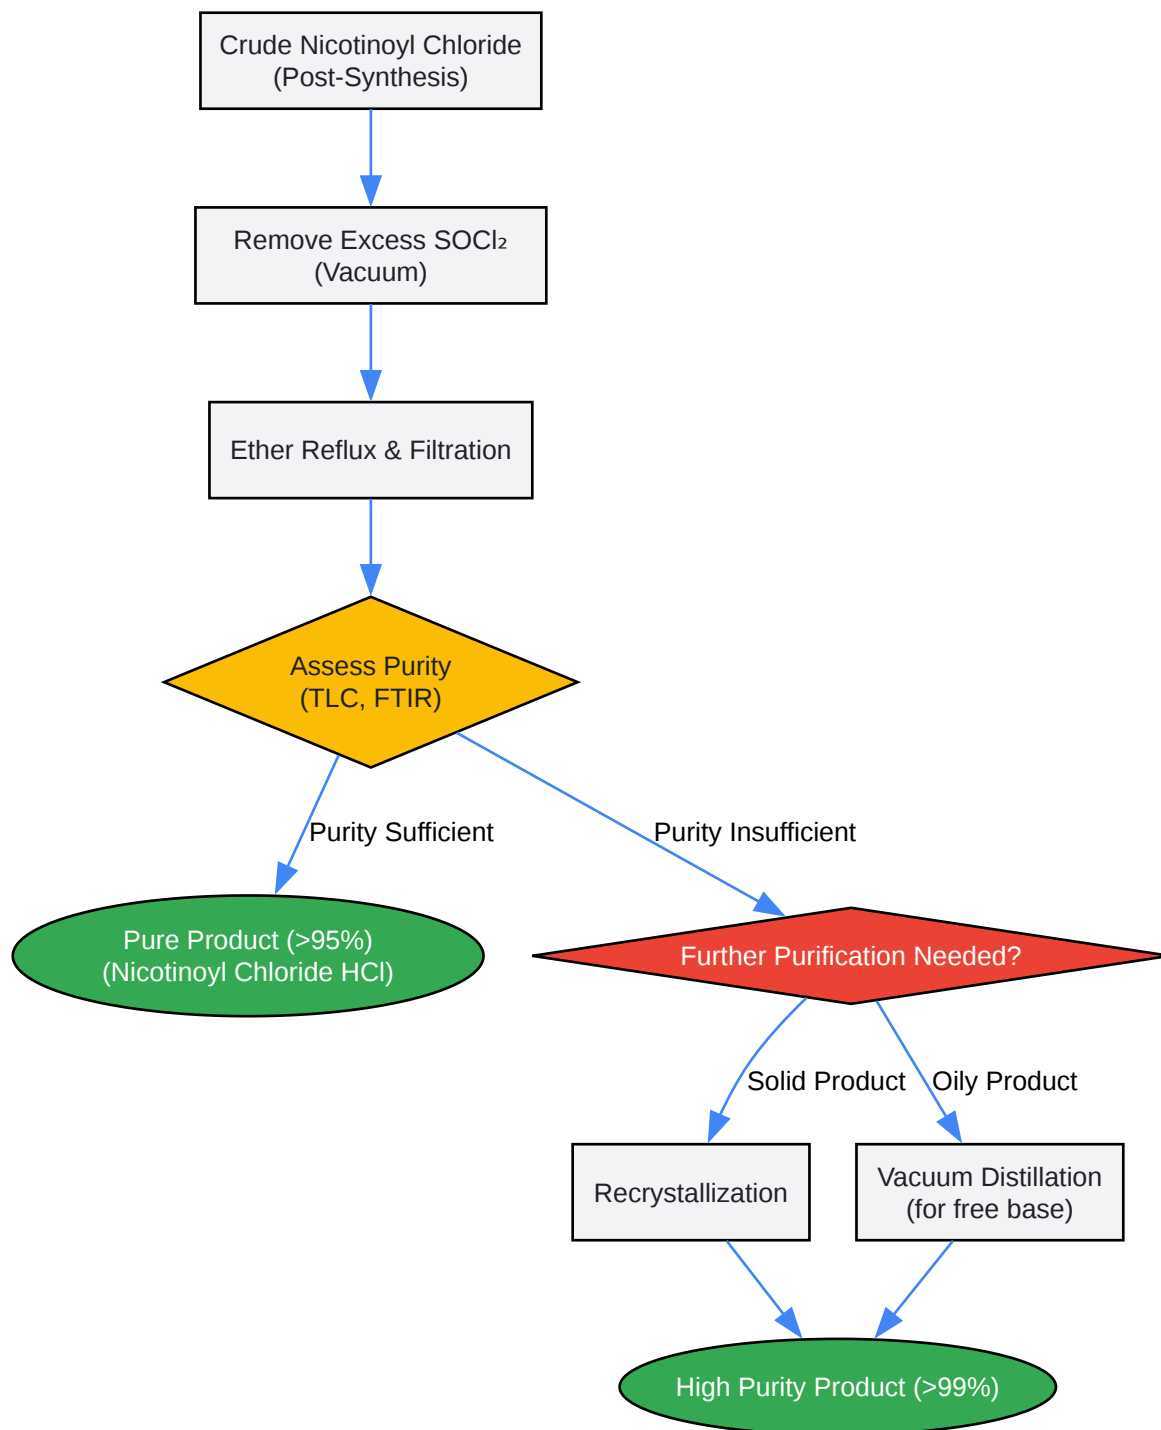 Crude Nicotinoyl Chloride
(Post-Synthesis)
Remove Excess SOCl₂
(Vacuum)
Ether Reflux & Filtration
Assess Purity
(TLC, FTIR)
Purity Sufficient
Purity Insufficient
Pure Product (>95%)
(Nicotinoyl Chloride HCl)
Further Purification Needed?
Solid Product
Oily Product
Recrystallization
Vacuum Distillation
(for free base)
High Purity Product (>99%)